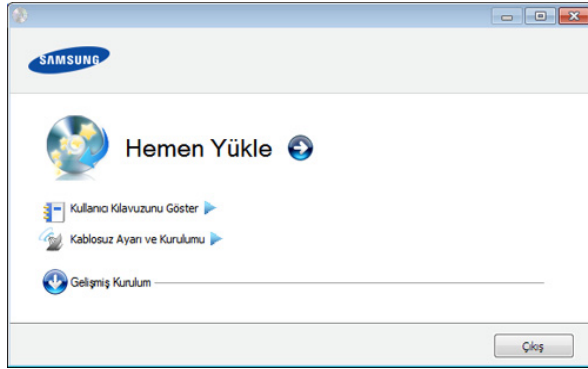 SAMSUNG
Hemen Yükle
Kullanıcı Kılavuzunu Göster
Kablosuz Ayarı ve Kurulumu
Gelişmiş Kurulum
Çıkış